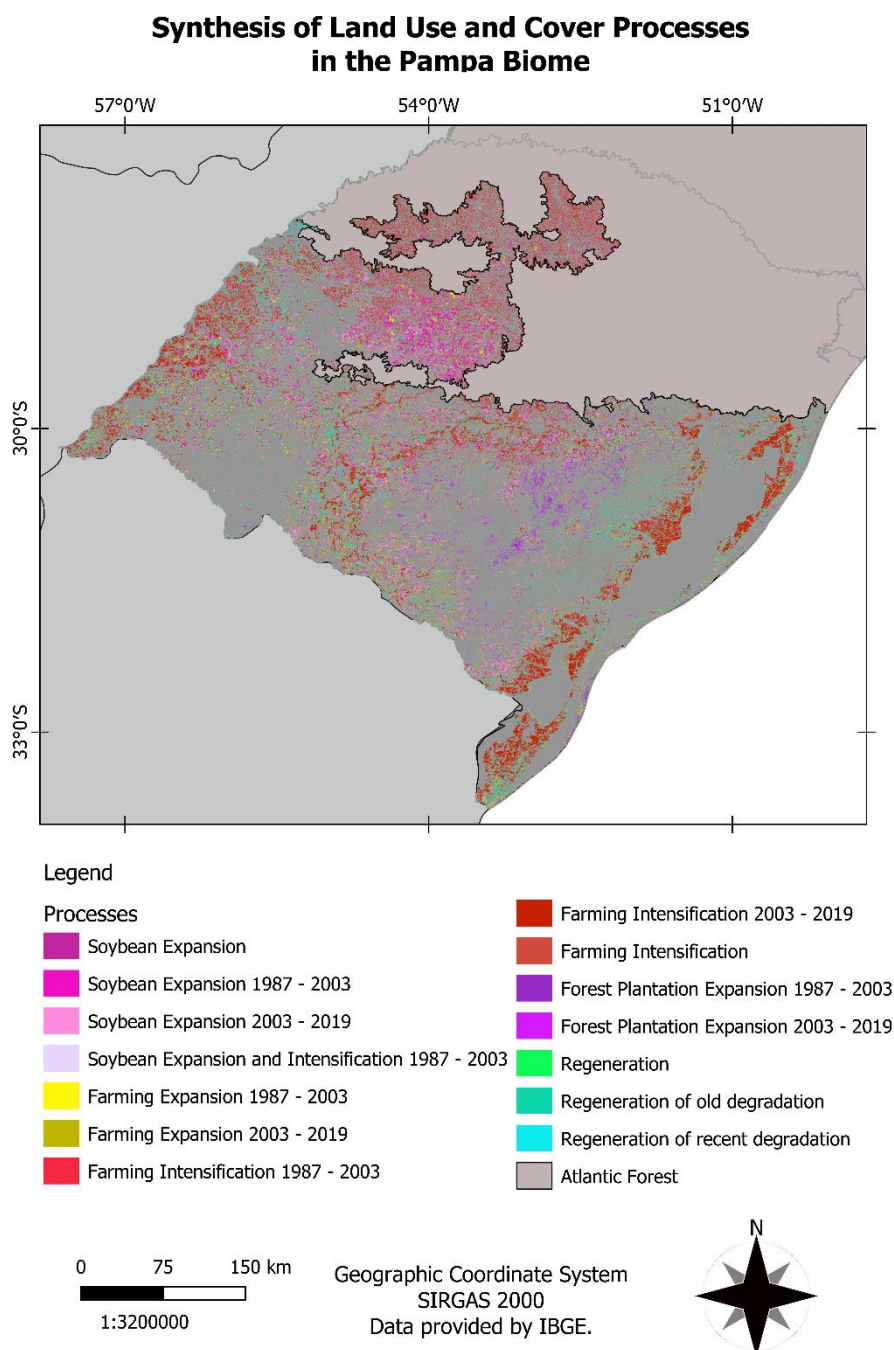 Synthesis of Land Use and Cover Processes
in the Pampa Biome
57°0'W
54°0'W
51°0'W
30°0'S
33°0'S
Legend
Processes
Soybean Expansion
Soybean Expansion 1987 - 2003
Soybean Expansion 2003 - 2019
Soybean Expansion and Intensification 1987 - 2003
Farming Expansion 1987 - 2003
Farming Expansion 2003 - 2019
Farming Intensification 1987 - 2003
Farming Intensification 2003 - 2019
Farming Intensification
Forest Plantation Expansion 1987 - 2003
Forest Plantation Expansion 2003 - 2019
Regeneration
Regeneration of old degradation
Regeneration of recent degradation
Atlantic Forest
0 75 150 km
1:3200000
Geographic Coordinate System
SIRGAS 2000
Data provided by IBGE.
N